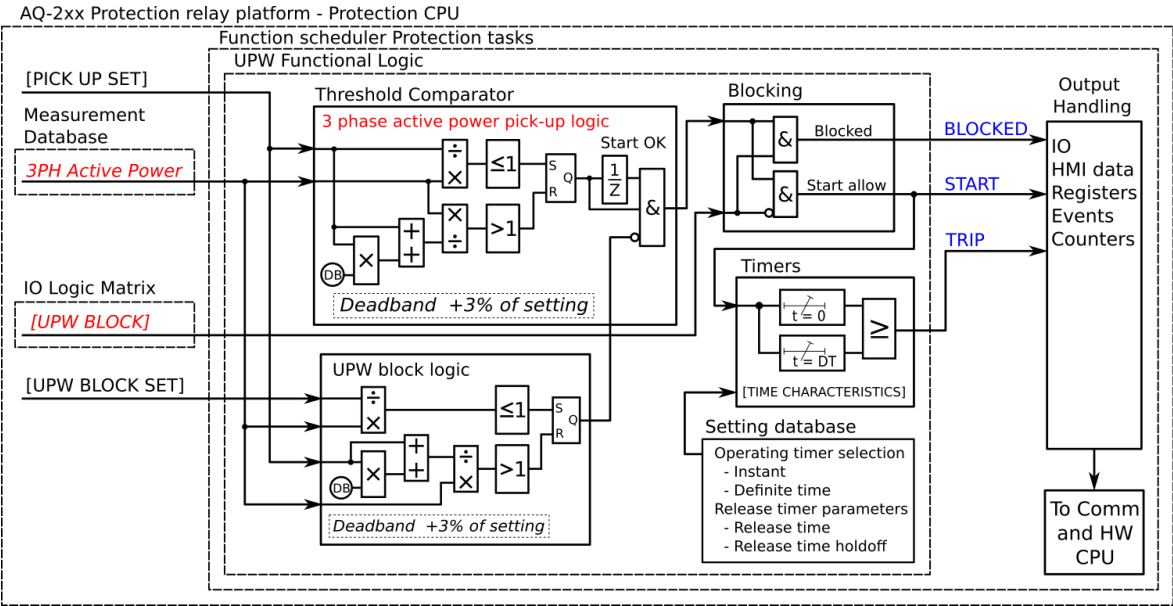 AQ-2xx Protection relay platform - Protection CPU
Function scheduler Protection tasks
UPW Functional Logic
[PICK UP SET]
Measurement
Database
3PH Active Power
IO Logic Matrix
[UPW BLOCK]
[UPW BLOCK SET]
Threshold Comparator
3 phase active power pick-up logic
Start OK
÷
×
≤1
S
Q
R
1
Z
&
×
÷
>1
+
+
×
DB
Deadband +3% of setting
UPW block logic
÷
×
≤1
S
Q
R
+
+
×
DB
÷
×
>1
Deadband +3% of setting
Blocking
&
Blocked
&
Start allow
BLOCKED
START
TRIP
Timers
t = 0
t = DT
≥
[TIME CHARACTERISTICS]
Setting database
Operating timer selection
- Instant
- Definite time
Release timer parameters
- Release time
- Release time holdoff
Output
Handling
IO
HMI data
Registers
Events
Counters
To Comm
and HW
CPU